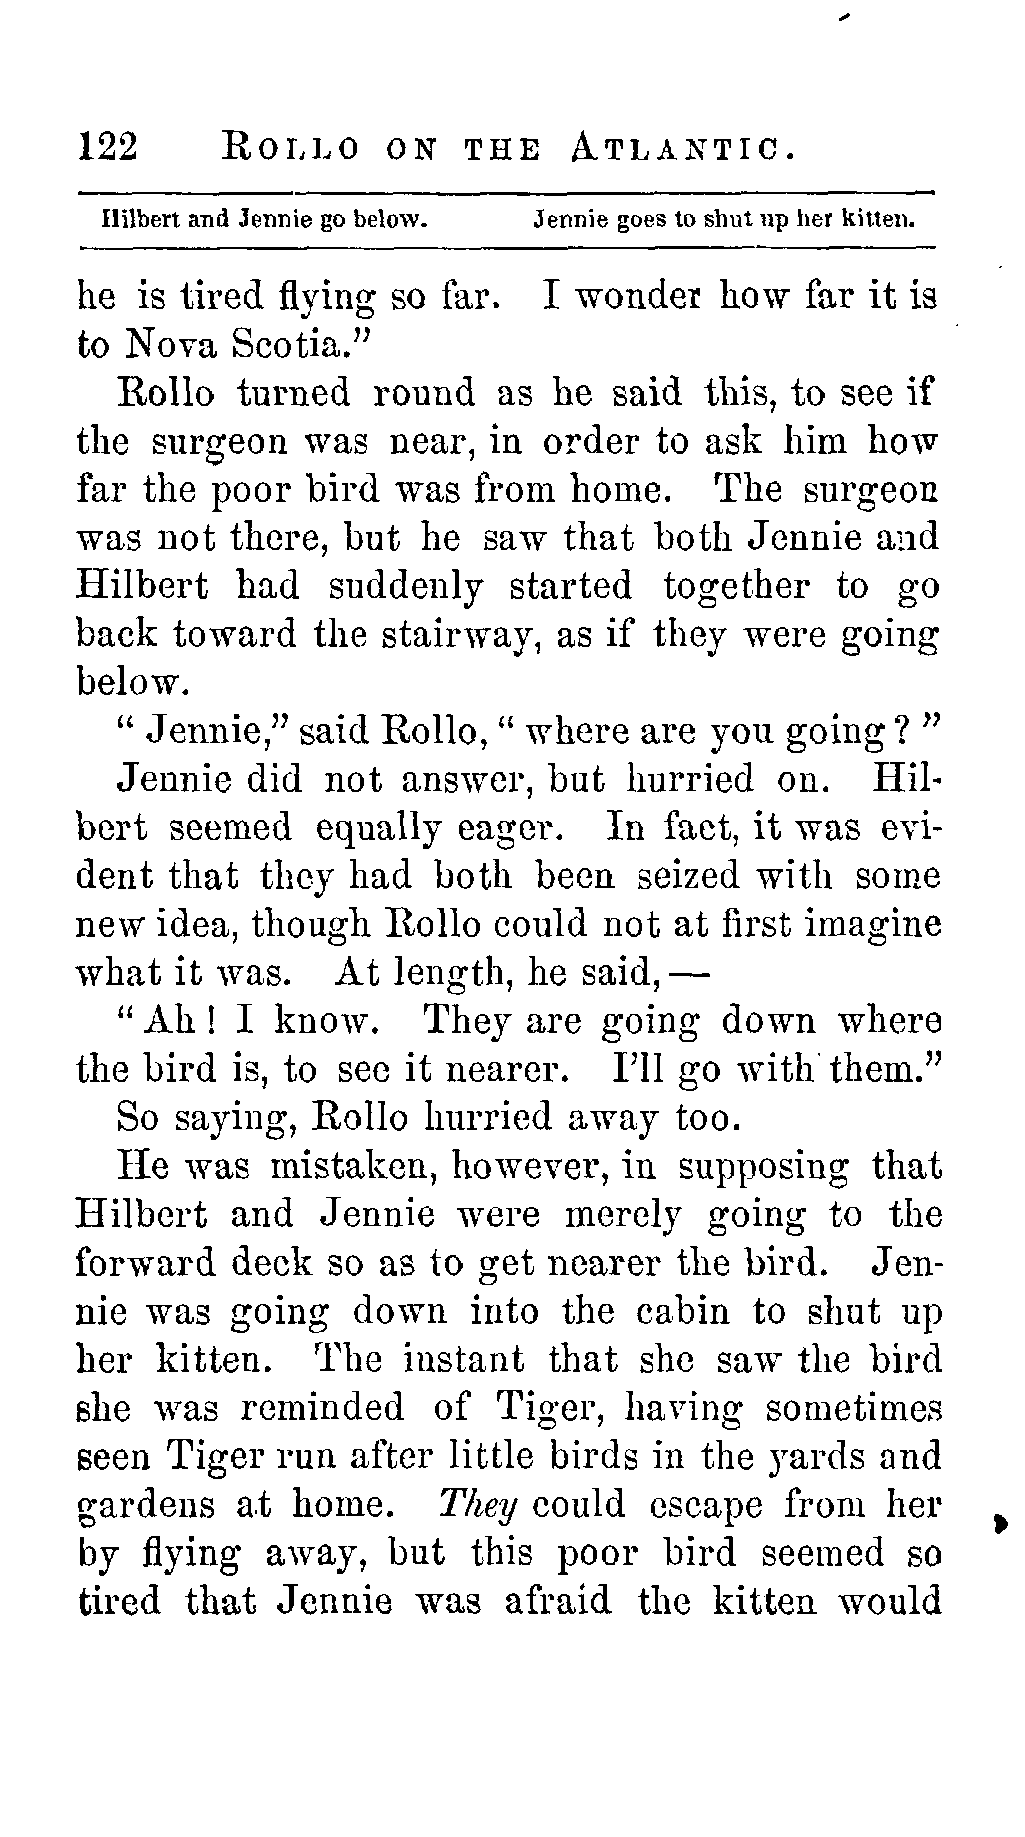 122 ROLLO ON THE ATLANTIC.
Hilbert and Jennie go below. Jennie goes to shut up her kitten.
he is tired flying so far. I wonder how far it is
to Nova Scotia.”
Rollo turned round as he said this, to see if
the surgeon was near, in order to ask him how
far the poor bird was from home. The surgeon
was not there, but he saw that both Jennie and
Hilbert had suddenly started together to go
back toward the stairway, as if they were going
below.
“Jennie,” said Rollo, “where are you going?”
Jennie did not answer, but hurried on. Hil-
bert seemed equally eager. In fact, it was evi-
dent that they had both been seized with some
new idea, though Rollo could not at first imagine
what it was. At length, he said,—
“Ah! I know. They are going down where
the bird is, to see it nearer. I’ll go with them.”
So saying, Rollo hurried away too.
He was mistaken, however, in supposing that
Hilbert and Jennie were merely going to the
forward deck so as to get nearer the bird. Jen-
nie was going down into the cabin to shut up
her kitten. The instant that she saw the bird
she was reminded of Tiger, having sometimes
seen Tiger run after little birds in the yards and
gardens at home. They could escape from her
by flying away, but this poor bird seemed so
tired that Jennie was afraid the kitten would